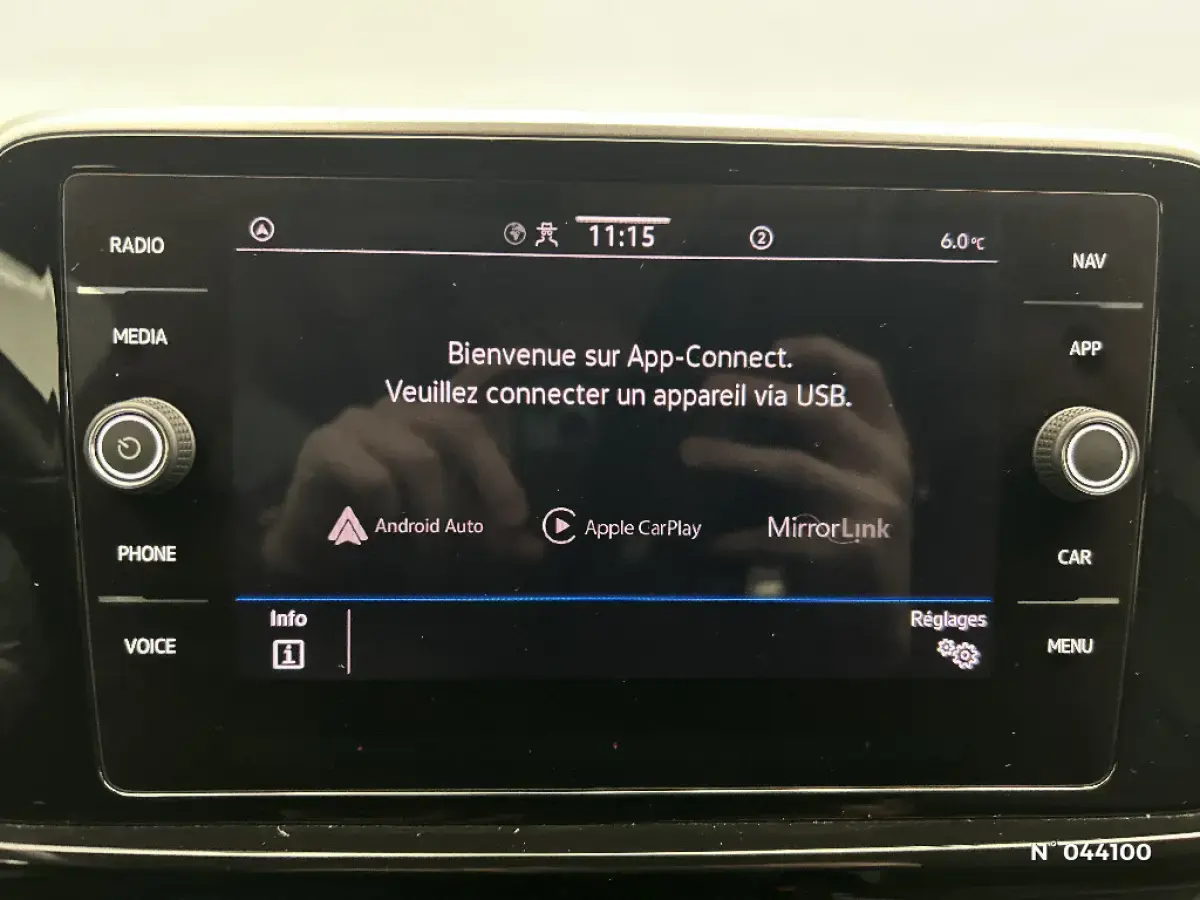 RADIO
MEDIA
PHONE
VOICE
11:15
2
6.0°C
Bienvenue sur App-Connect.
Veuillez connecter un appareil via USB.
Android Auto
Apple CarPlay
MirrorLink
Info
i
Réglages
NAV
APP
CAR
MENU
N° 044100